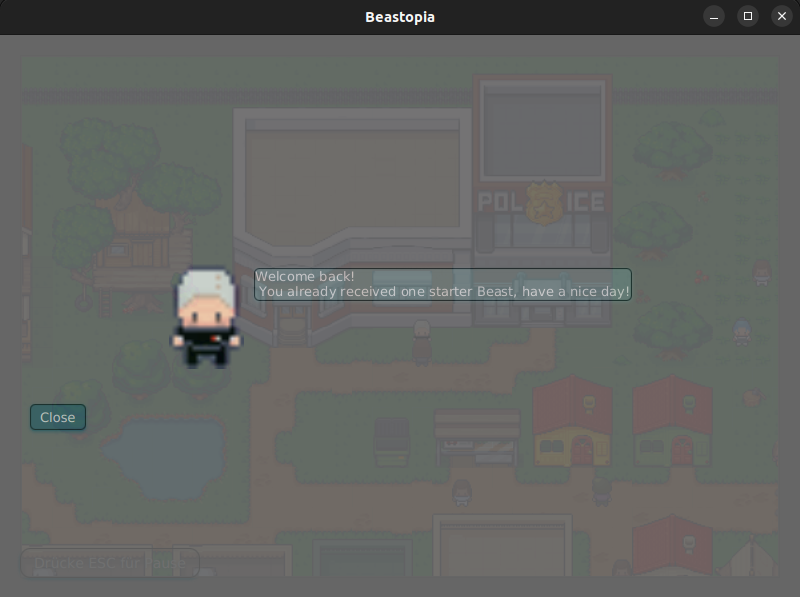 Beastopia
POLICE
Welcome back!
You already received one starter Beast, have a nice day!
Close
Drücke ESC für Pause